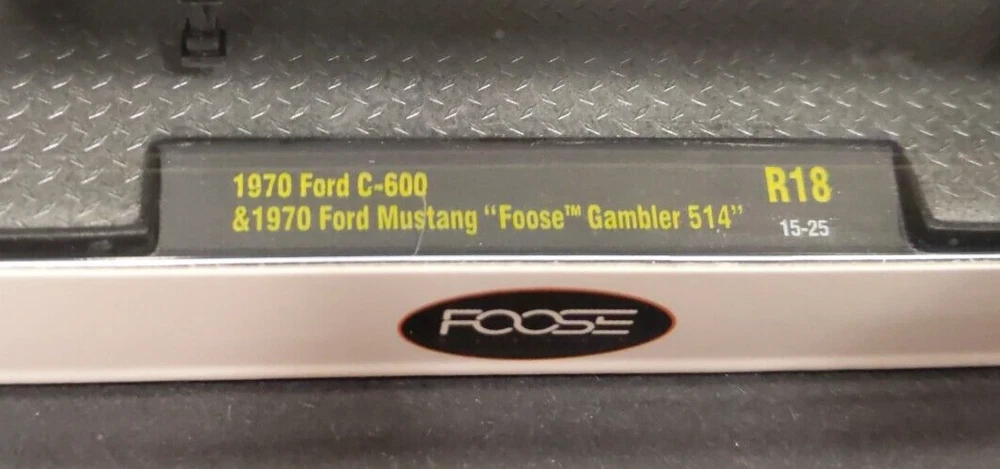 1970 Ford C-600
&1970 Ford Mustang “Foose™ Gambler 514”
R18
15-25
FOOSE